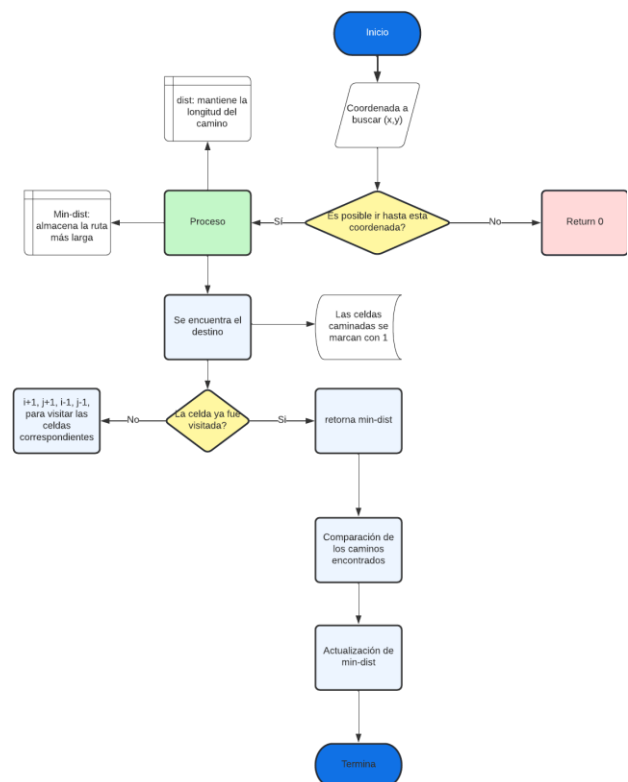 Inicio
dist: mantiene la
longitud del
camino
Coordenada a
buscar (x,y)
Min-dist:
almacena la ruta
más larga
Proceso
Sí
Es posible ir hasta esta
coordenada?
No
Return 0
Se encuentra el
destino
Las celdas
caminadas se
marcan con 1
i+1, j+1, i-1, j-1,
para visitar las
celdas
correspondientes
No
La celda ya fue
visitada?
Si
retorna min-dist
Comparación de
los caminos
encontrados
Actualización de
min-dist
Termina